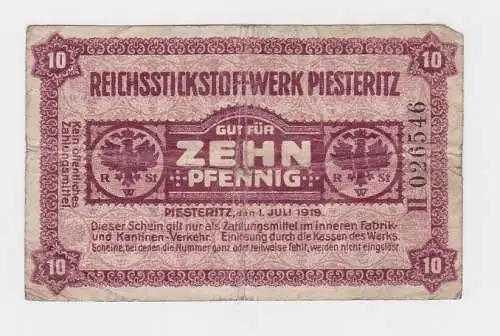 10 10
REICHSSTICKSTOFFWERK PIESTERITZ
Kein öffentliches
Zahlungsmittel
GUT FÜR
ZEHN
PFENNIG
R St
W
R St
W
II 026546
PIESTERITZ, den 1. JULI 1919.
Dieser Schein gilt nur als Zahlungsmittel im inneren Fabrik-
und Kantinen-Verkehr. Einlösung durch die Kassen des Werks.
Scheine, bei denen die Nummer ganz oder teilweise fehlt, werden nicht eingelöst
10 10